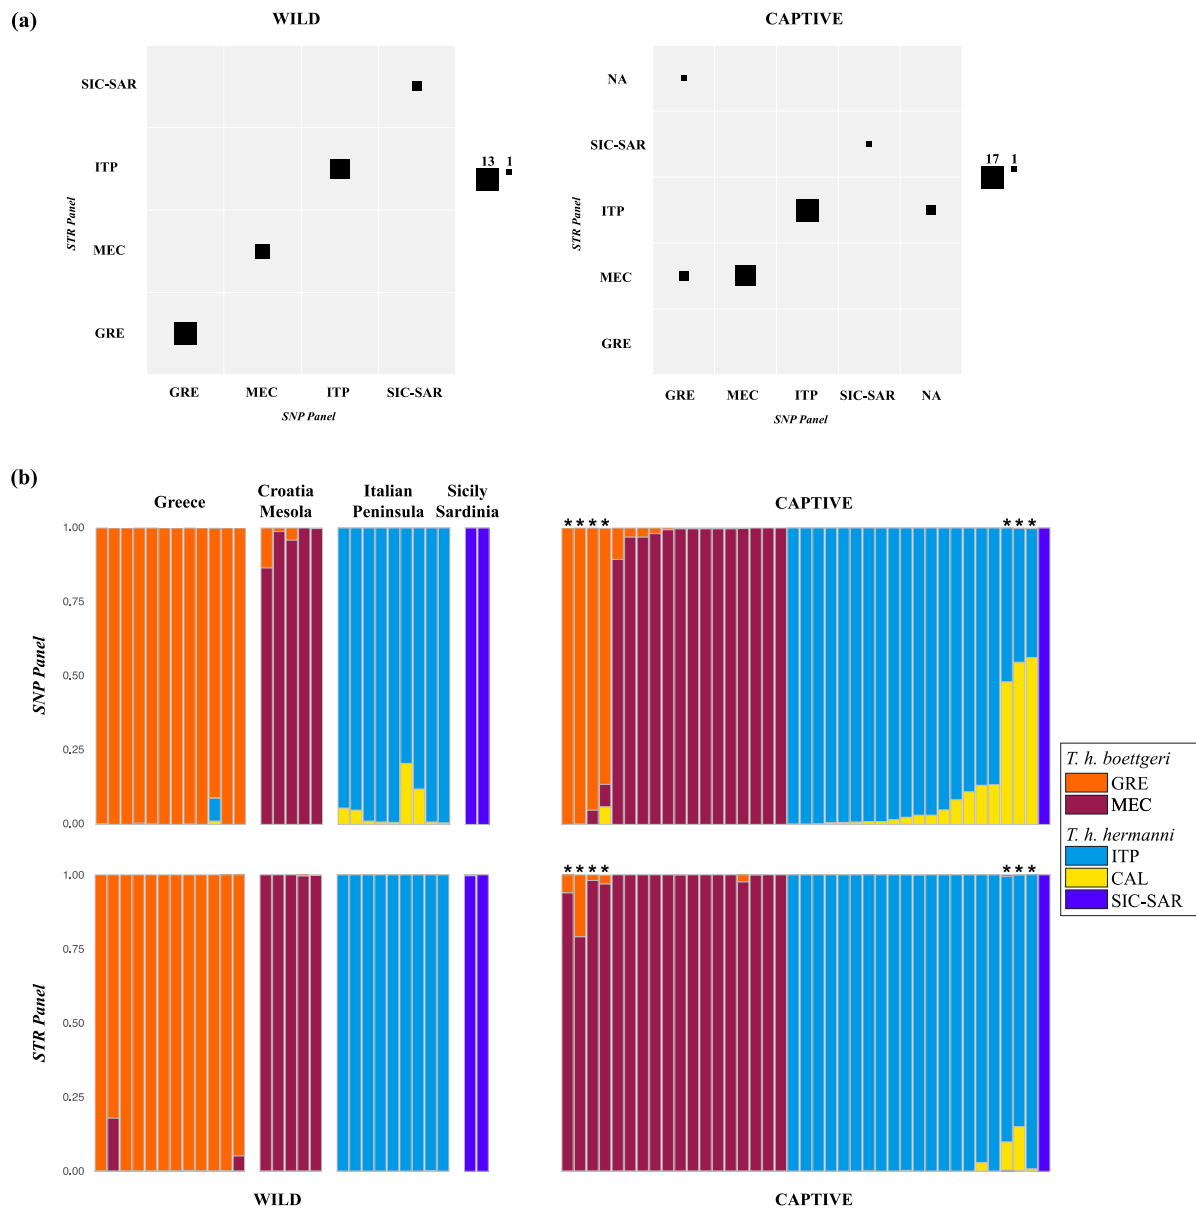 (a)
WILD
CAPTIVE
SIC-SAR
ITP
MEC
GRE
STR Panel
GRE MEC ITP SIC-SAR
SNP Panel
13 1
NA
SIC-SAR
ITP
MEC
GRE
STR Panel
GRE MEC ITP SIC-SAR NA
SNP Panel
17 1
(b)
Greece
Croatia
Mesola
Italian
Peninsula
Sicily
Sardinia
CAPTIVE
* * * * * * *
1.00
0.75
0.50
0.25
0.00
SNP Panel
* * * * * * *
1.00
0.75
0.50
0.25
0.00
STR Panel
WILD
CAPTIVE
T. h. boettgeri
GRE
MEC
T. h. hermanni
ITP
CAL
SIC-SAR